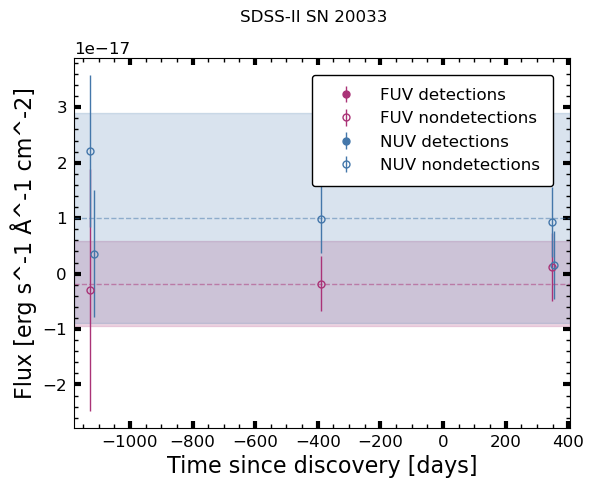 SDSS-II SN 20033
1e−17
FUV detections
FUV nondetections
NUV detections
NUV nondetections
3
2
1
0
−1
−2
Flux [erg s^-1 Å^-1 cm^-2]
−1000 −800 −600 −400 −200 0 200 400
Time since discovery [days]